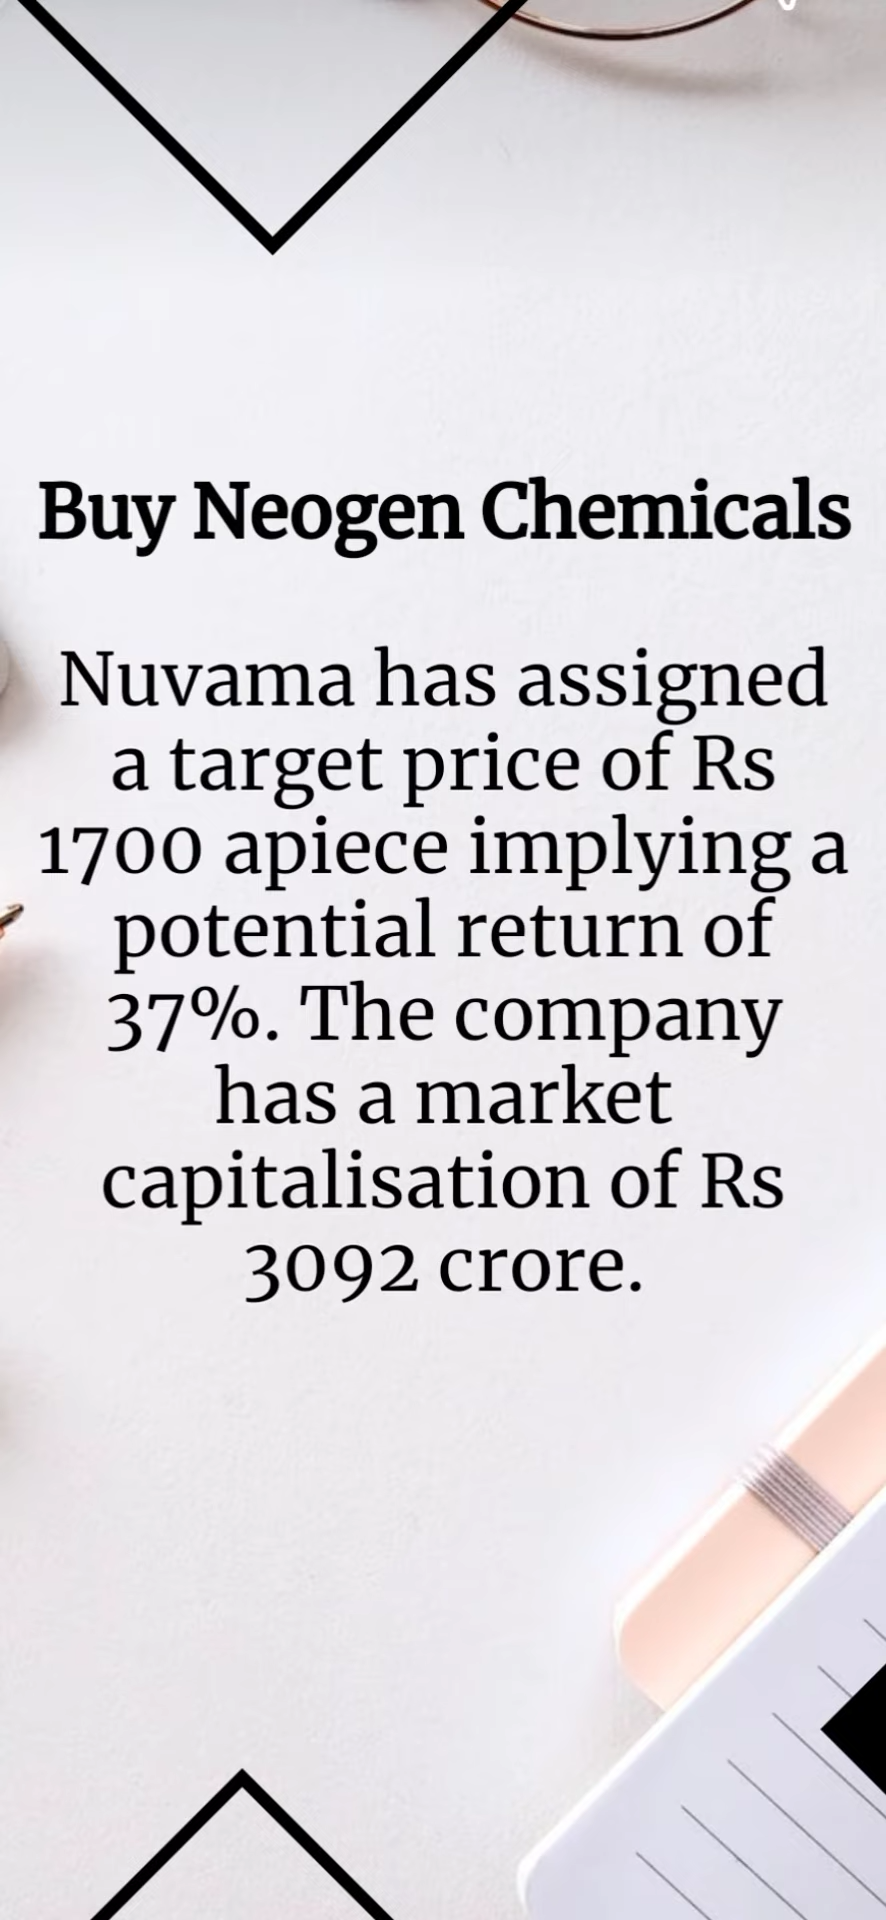 Buy Neogen Chemicals
Nuvama has assigned
a target price of Rs
1700 apiece implying a
potential return of
37%. The company
has a market
capitalisation of Rs
3092 crore.